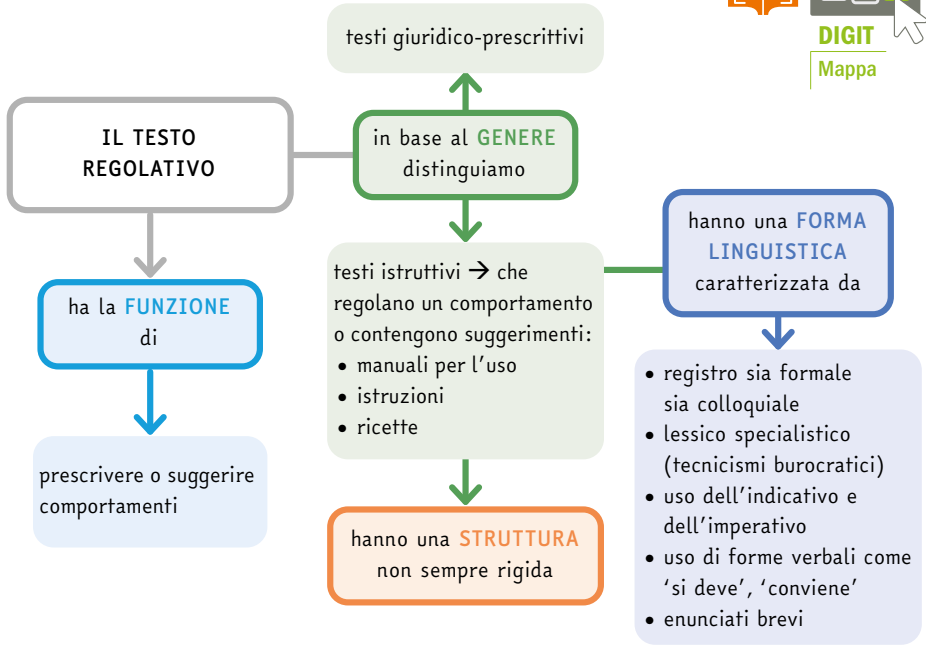 DIGIT
Mappa
IL TESTO
REGOLATIVO
ha la FUNZIONE
di
prescrivere o suggerire
comportamenti
in base al GENERE
distinguiamo
testi giuridico-prescrittivi
testi istruttivi → che
regolano un comportamento
o contengono suggerimenti:
• manuali per l'uso
• istruzioni
• ricette
hanno una STRUTTURA
non sempre rigida
hanno una FORMA
LINGUISTICA
caratterizzata da
• registro sia formale
sia colloquiale
• lessico specialistico
(tecnicismi burocratici)
• uso dell'indicativo e
dell'imperativo
• uso di forme verbali come
'si deve', 'conviene'
• enunciati brevi